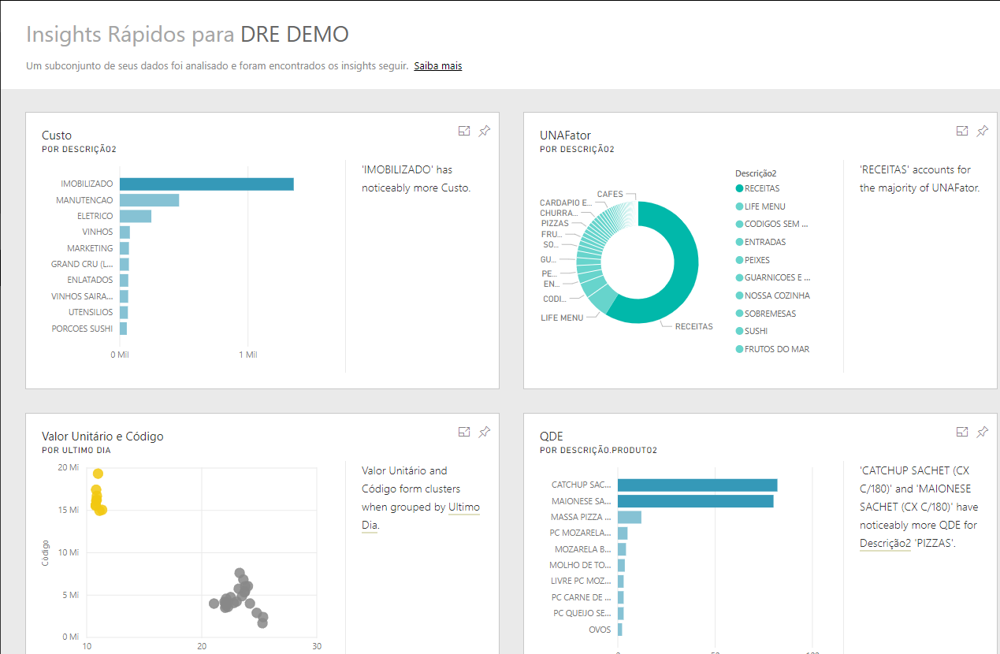 Insights Rápidos para DRE DEMO
Um subconjunto de seus dados foi analisado e foram encontrados os insights seguir. Saiba mais
Custo
POR DESCRIÇÃO2
IMOBILIZADO
MANUTENCAO
ELETRICO
VINHOS
MARKETING
GRAND CRU (L...
ENLATADOS
VINHOS SAIRA...
UTENSILIOS
PORCOES SUSHI
0 Mil
1 Mil
'IMOBILIZADO' has
noticeably more Custo.
UNAFator
POR DESCRIÇÃO2
CAFES
CARDAPIO E...
CHURRA...
PIZZAS
FRU...
SO...
GU...
PE...
EN...
CODI...
LIFE MENU
RECEITAS
Descrição2
RECEITAS
LIFE MENU
CODIGOS SEM ...
ENTRADAS
PEIXES
GUARNICOES E ...
NOSSA COZINHA
SOBREMESAS
SUSHI
FRUTOS DO MAR
'RECEITAS' accounts for
the majority of UNAFator.
Valor Unitário e Código
POR ULTIMO DIA
Código
20 Mi
15 Mi
10 Mi
5 Mi
0 Mi
10
20
30
Valor Unitário and
Código form clusters
when grouped by Ultimo
Dia.
QDE
POR DESCRIÇÃO.PRODUTO2
CATCHUP SAC...
MAIONESE SA...
MASSA PIZZA ...
PC MOZARELA...
MOZARELA B...
MOLHO DE TO...
LIVRE PC MOZ...
PC CARNE DE ...
PC QUEIJO SE...
OVOS
'CATCHUP SACHET (CX
C/180)' and 'MAIONESE
SACHET (CX C/180)' have
noticeably more QDE for
Descrição2 'PIZZAS'.